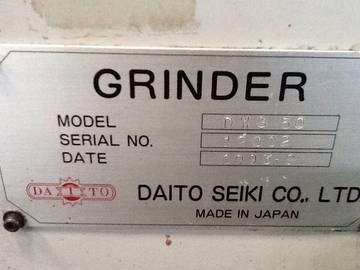 GRINDER
MODEL
SERIAL NO.
DATE
DAITO
DAITO SEIKI CO., LTD
MADE IN JAPAN